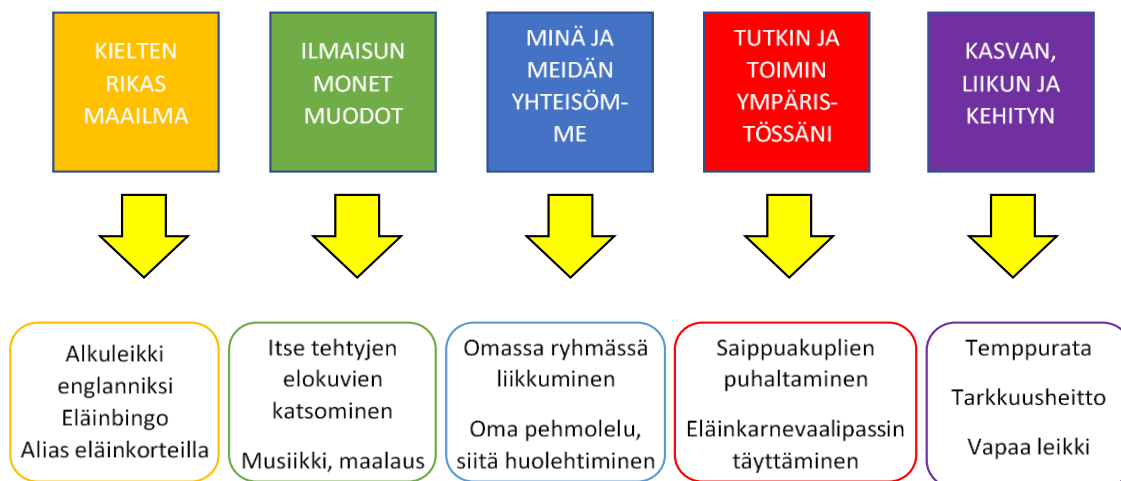 KIELTEN
RIKAS
MAAILMA
ILMAISUN
MONET
MUODOT
MINÄ JA
MEIDÄN
YHTEISÖM-
ME
TUTKIN JA
TOIMIN
YMPÄRIS-
TÖSSÄNI
KASVAN,
LIIKUN JA
KEHITYN
Alkuleikki
englanniksi
Eläinbingo
Alias eläinkorteilla
Itse tehtyjen
elokuvien
katsominen
Musiikki, maalaus
Omassa ryhmässä
liikkuminen
Oma pehmolelu,
siitä huolehtiminen
Saippuakuplien
puhaltaminen
Eläinkarnevaalipassin
täyttäminen
Temppurata
Tarkkuusheitto
Vapaa leikki